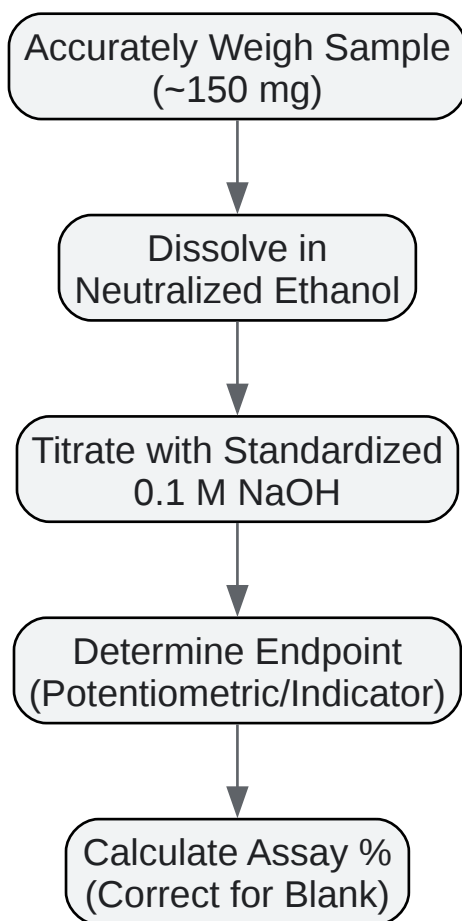 Accurately Weigh Sample
(~150 mg)
Dissolve in
Neutralized Ethanol
Titrate with Standardized
0.1 M NaOH
Determine Endpoint
(Potentiometric/Indicator)
Calculate Assay %
(Correct for Blank)